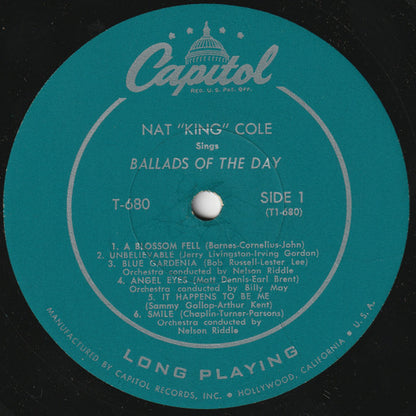 Capitol
REG. U.S. PAT. OFF.
NAT "KING" COLE
Sings
BALLADS OF THE DAY
T-680
SIDE 1
(T1-680)
1. A BLOSSOM FELL (Barnes-Cornelius-John)
2. UNBELIEVABLE (Jerry Livingston-Irving Gordon)
3. BLUE GARDENIA (Bob Russell-Lester Lee)
Orchestra conducted by Nelson Riddle
4. ANGEL EYES (Matt Dennis-Earl Brent)
Orchestra conducted by Billy May
5. IT HAPPENS TO BE ME
(Sammy Gallop-Arthur Kent)
6. SMILE (Chaplin-Turner-Parsons)
Orchestra conducted by
Nelson Riddle
LONG PLAYING
MANUFACTURED BY CAPITOL RECORDS, INC. • HOLLYWOOD, CALIFORNIA • U.S.A.